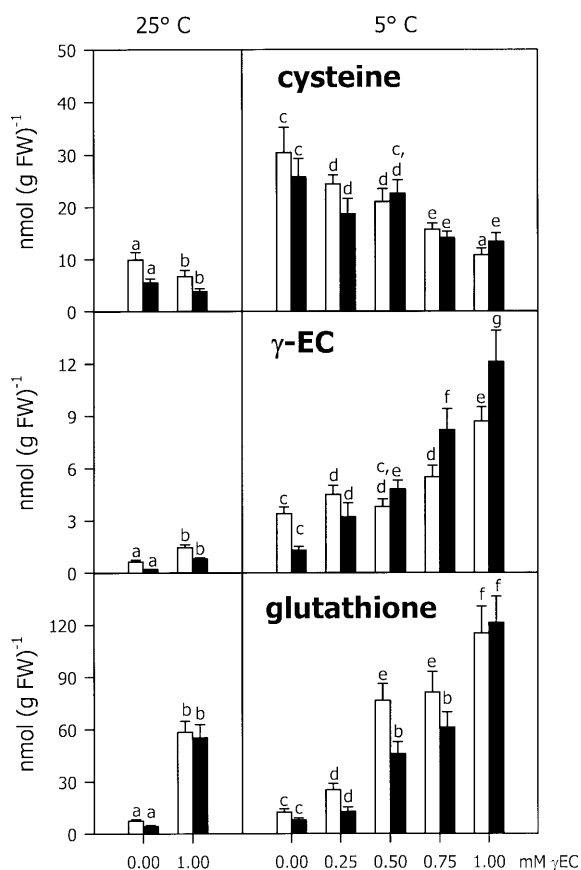 25° C 5° C
50
40
30
20
10
0
nmol (g FW)⁻¹
cysteine
a a b b
c c d d d c, d e e a e
12
9
6
3
0
nmol (g FW)⁻¹
γ-EC
a a b b
c c d d c, d e d f e g
120
90
60
30
0
nmol (g FW)⁻¹
glutathione
a a b b
c c d d e b e b f f
0.00 1.00 0.00 0.25 0.50 0.75 1.00 mM γEC